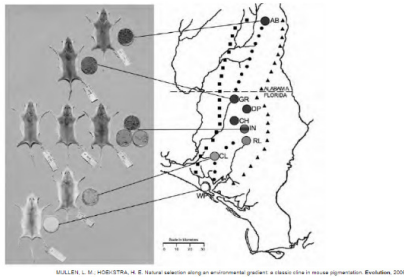 AB
ALABAMA
FLORIDA
GR
DP
CH
IN
RL
CL
WP
MULLEN, L. M.; HOEKSTRA, H. E. Natural selection along an environmental gradient: a classic cline in mouse pigmentation. Evolution, 2008